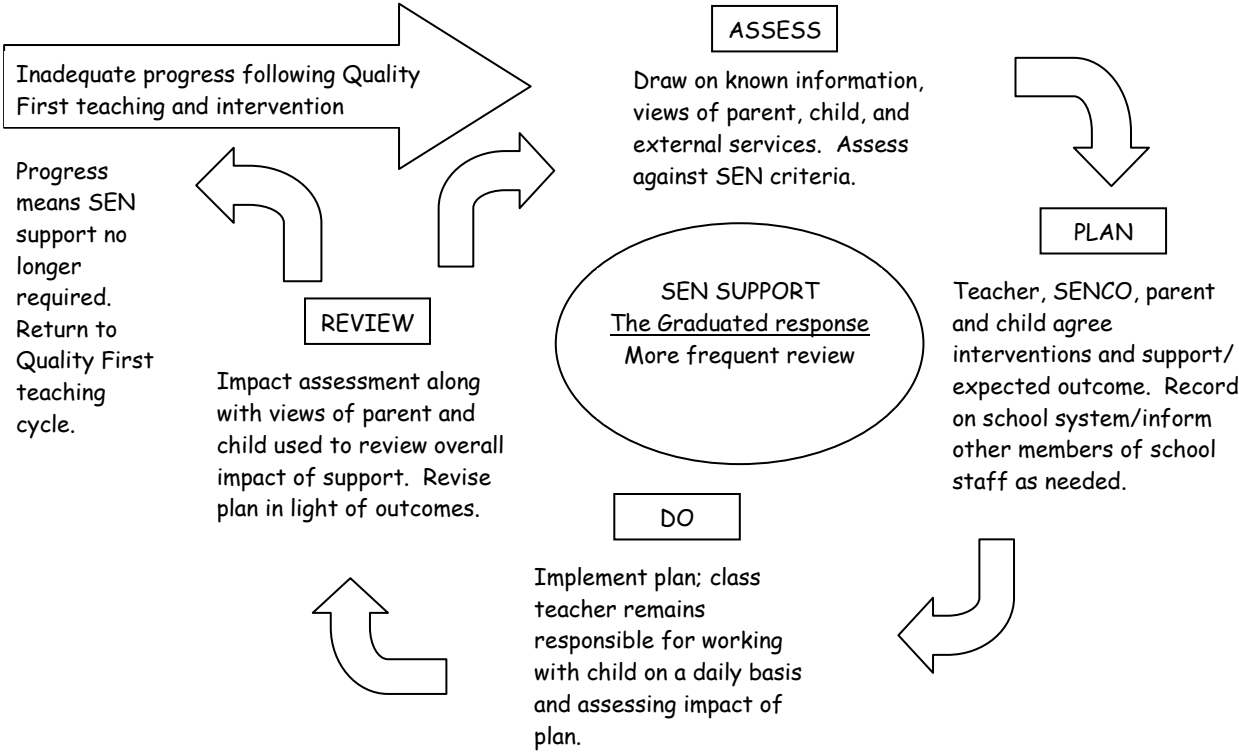 Inadequate progress following Quality
First teaching and intervention
ASSESS
Draw on known information,
views of parent, child, and
external services.  Assess
against SEN criteria.
PLAN
Teacher, SENCO, parent
and child agree
interventions and support/
expected outcome.  Record
on school system/inform
other members of school
staff as needed.
DO
Implement plan; class
teacher remains
responsible for working
with child on a daily basis
and assessing impact of
plan.
REVIEW
Impact assessment along
with views of parent and
child used to review overall
impact of support.  Revise
plan in light of outcomes.
Progress
means SEN
support no
longer
required.
Return to
Quality First
teaching
cycle.
SEN SUPPORT
The Graduated response
More frequent review